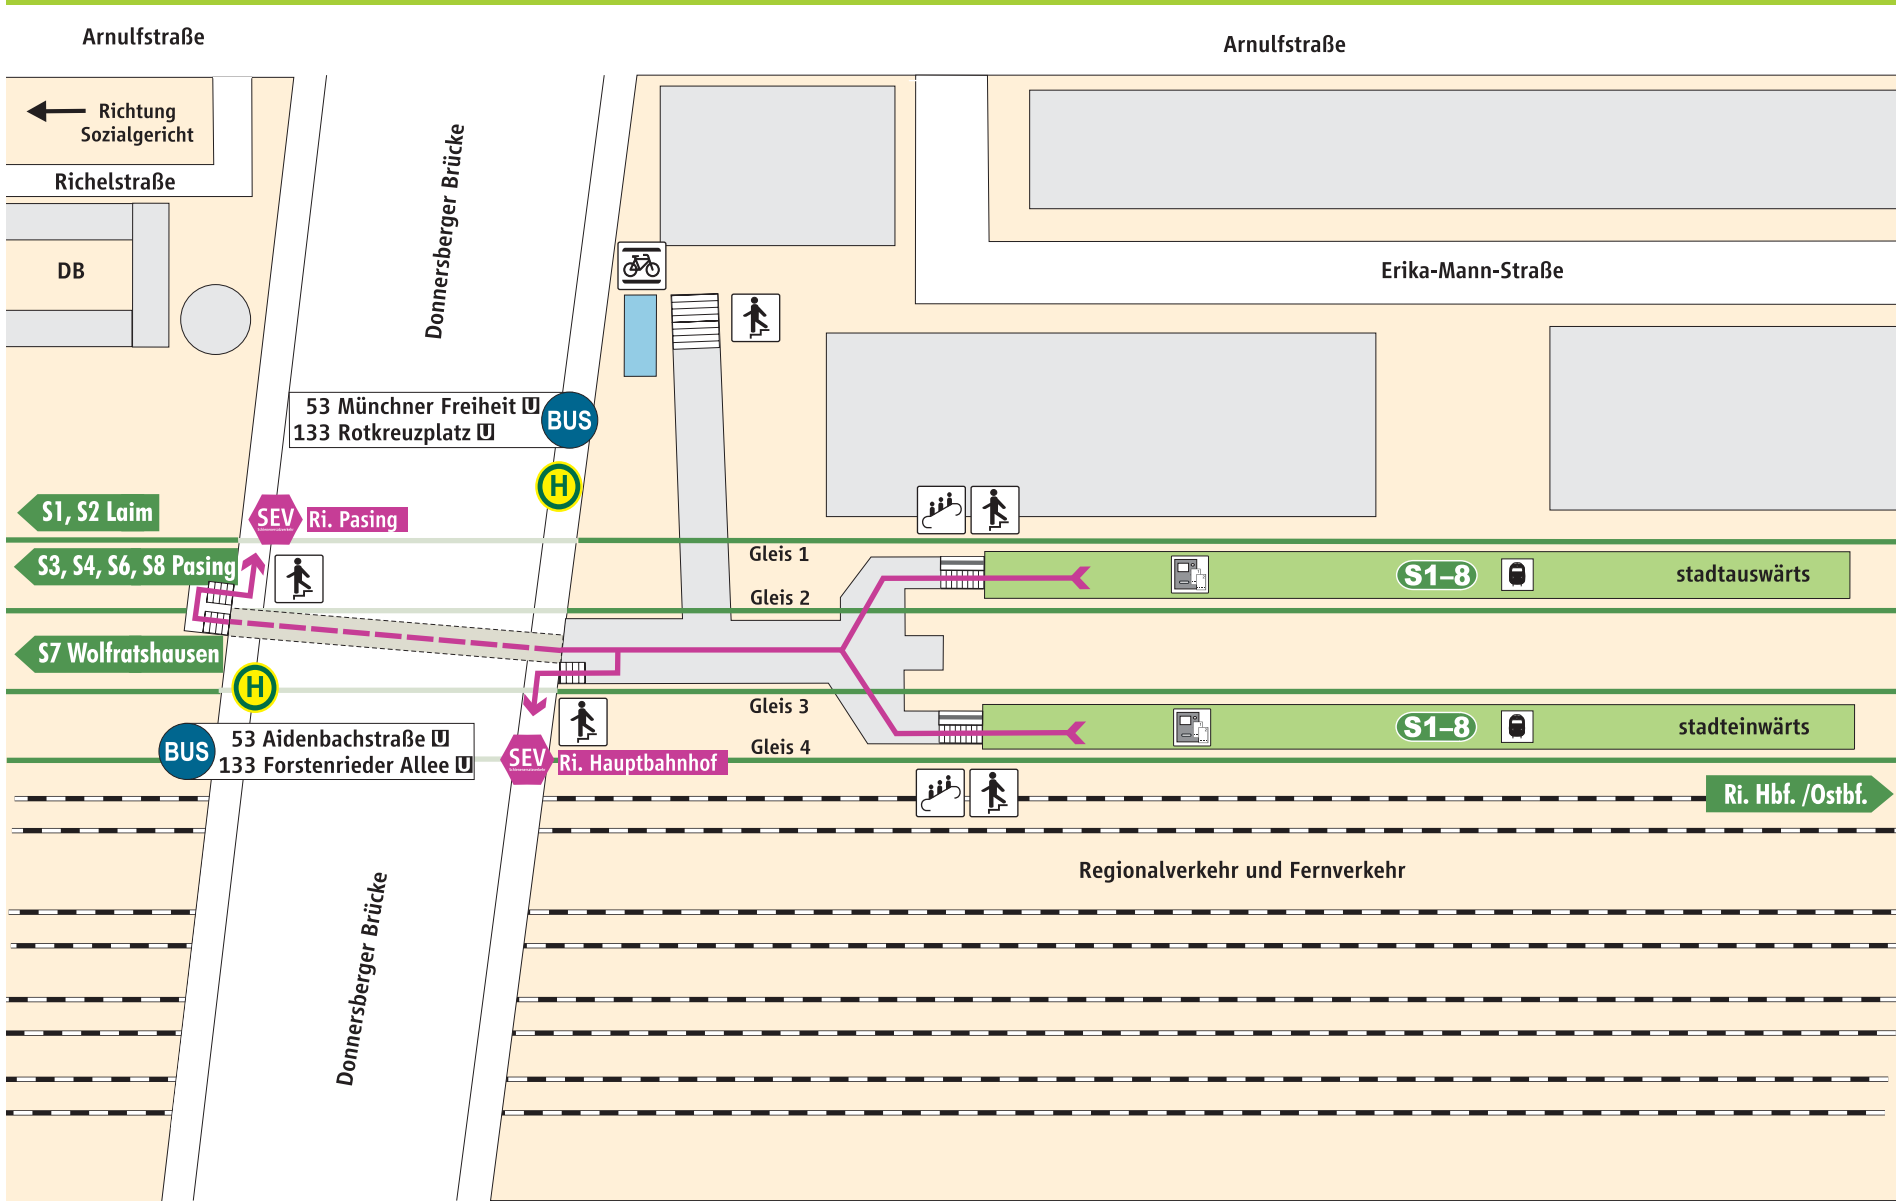 Arnulfstraße
Arnulfstraße
Richtung
Sozialgericht
Richelstraße
DB
Donnersberger Brücke
Erika-Mann-Straße
53 Münchner Freiheit U
133 Rotkreuzplatz U
BUS
H
S1, S2 Laim
SEV
Ri. Pasing
S3, S4, S6, S8 Pasing
Gleis 1
S1–8
stadtauswärts
Gleis 2
S7 Wolfratshausen
H
Gleis 3
S1–8
stadteinwärts
Gleis 4
BUS
53 Aidenbachstraße U
133 Forstenrieder Allee U
SEV
Ri. Hauptbahnhof
Ri. Hbf. /Ostbf.
Regionalverkehr und Fernverkehr
Donnersberger Brücke